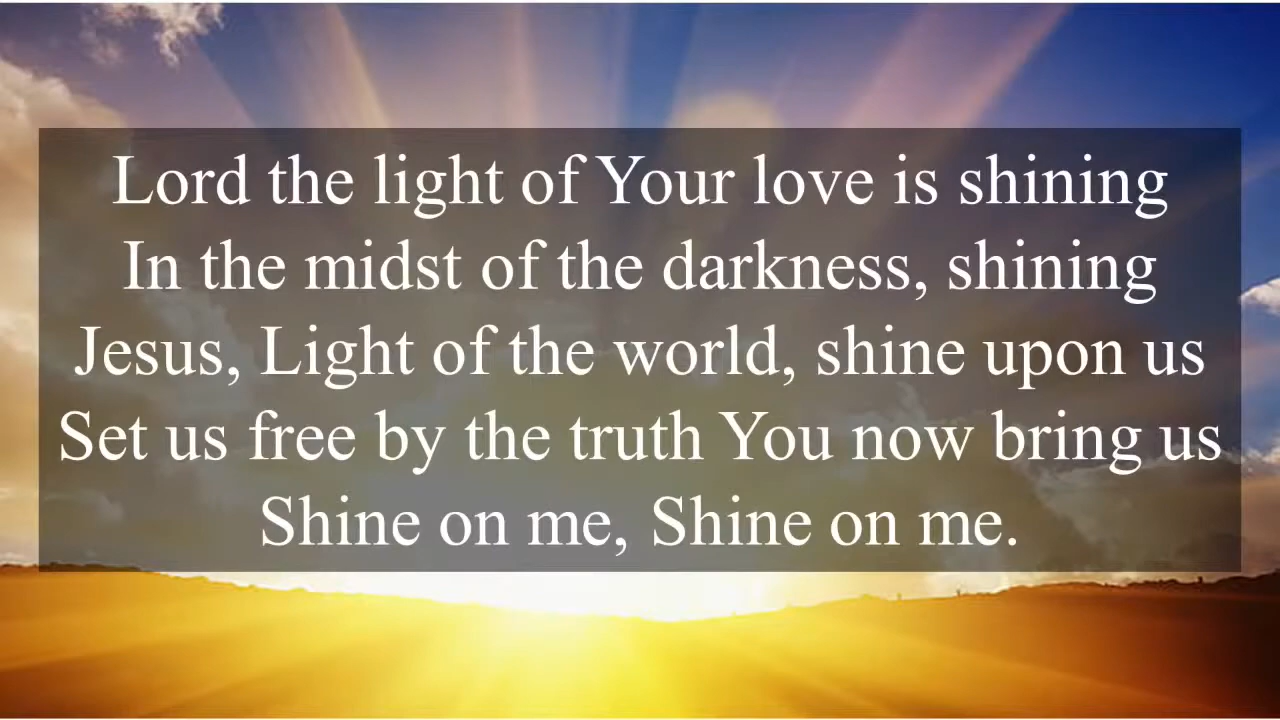 Lord the light of Your love is shining
In the midst of the darkness, shining
Jesus, Light of the world, shine upon us
Set us free by the truth You now bring us
Shine on me, Shine on me.